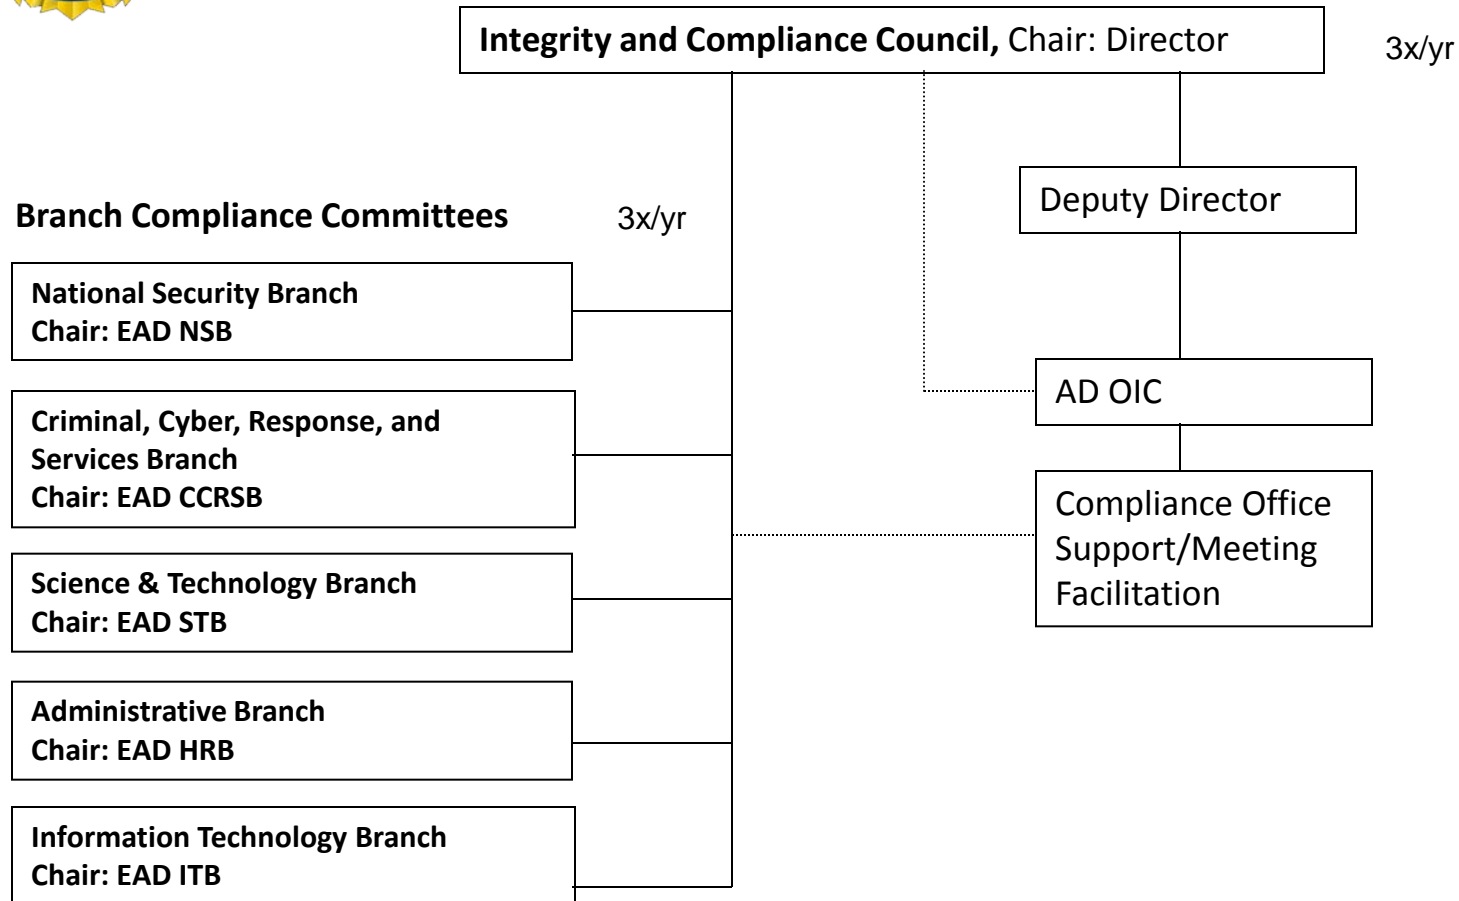 Integrity and Compliance Council, Chair: Director
3x/yr
Deputy Director
Branch Compliance Committees
3x/yr
National Security Branch
Chair: EAD NSB
AD OIC
Criminal, Cyber, Response, and
Services Branch
Chair: EAD CCRSB
Compliance Office
Support/Meeting
Facilitation
Science & Technology Branch
Chair: EAD STB
Administrative Branch
Chair: EAD HRB
Information Technology Branch
Chair: EAD ITB